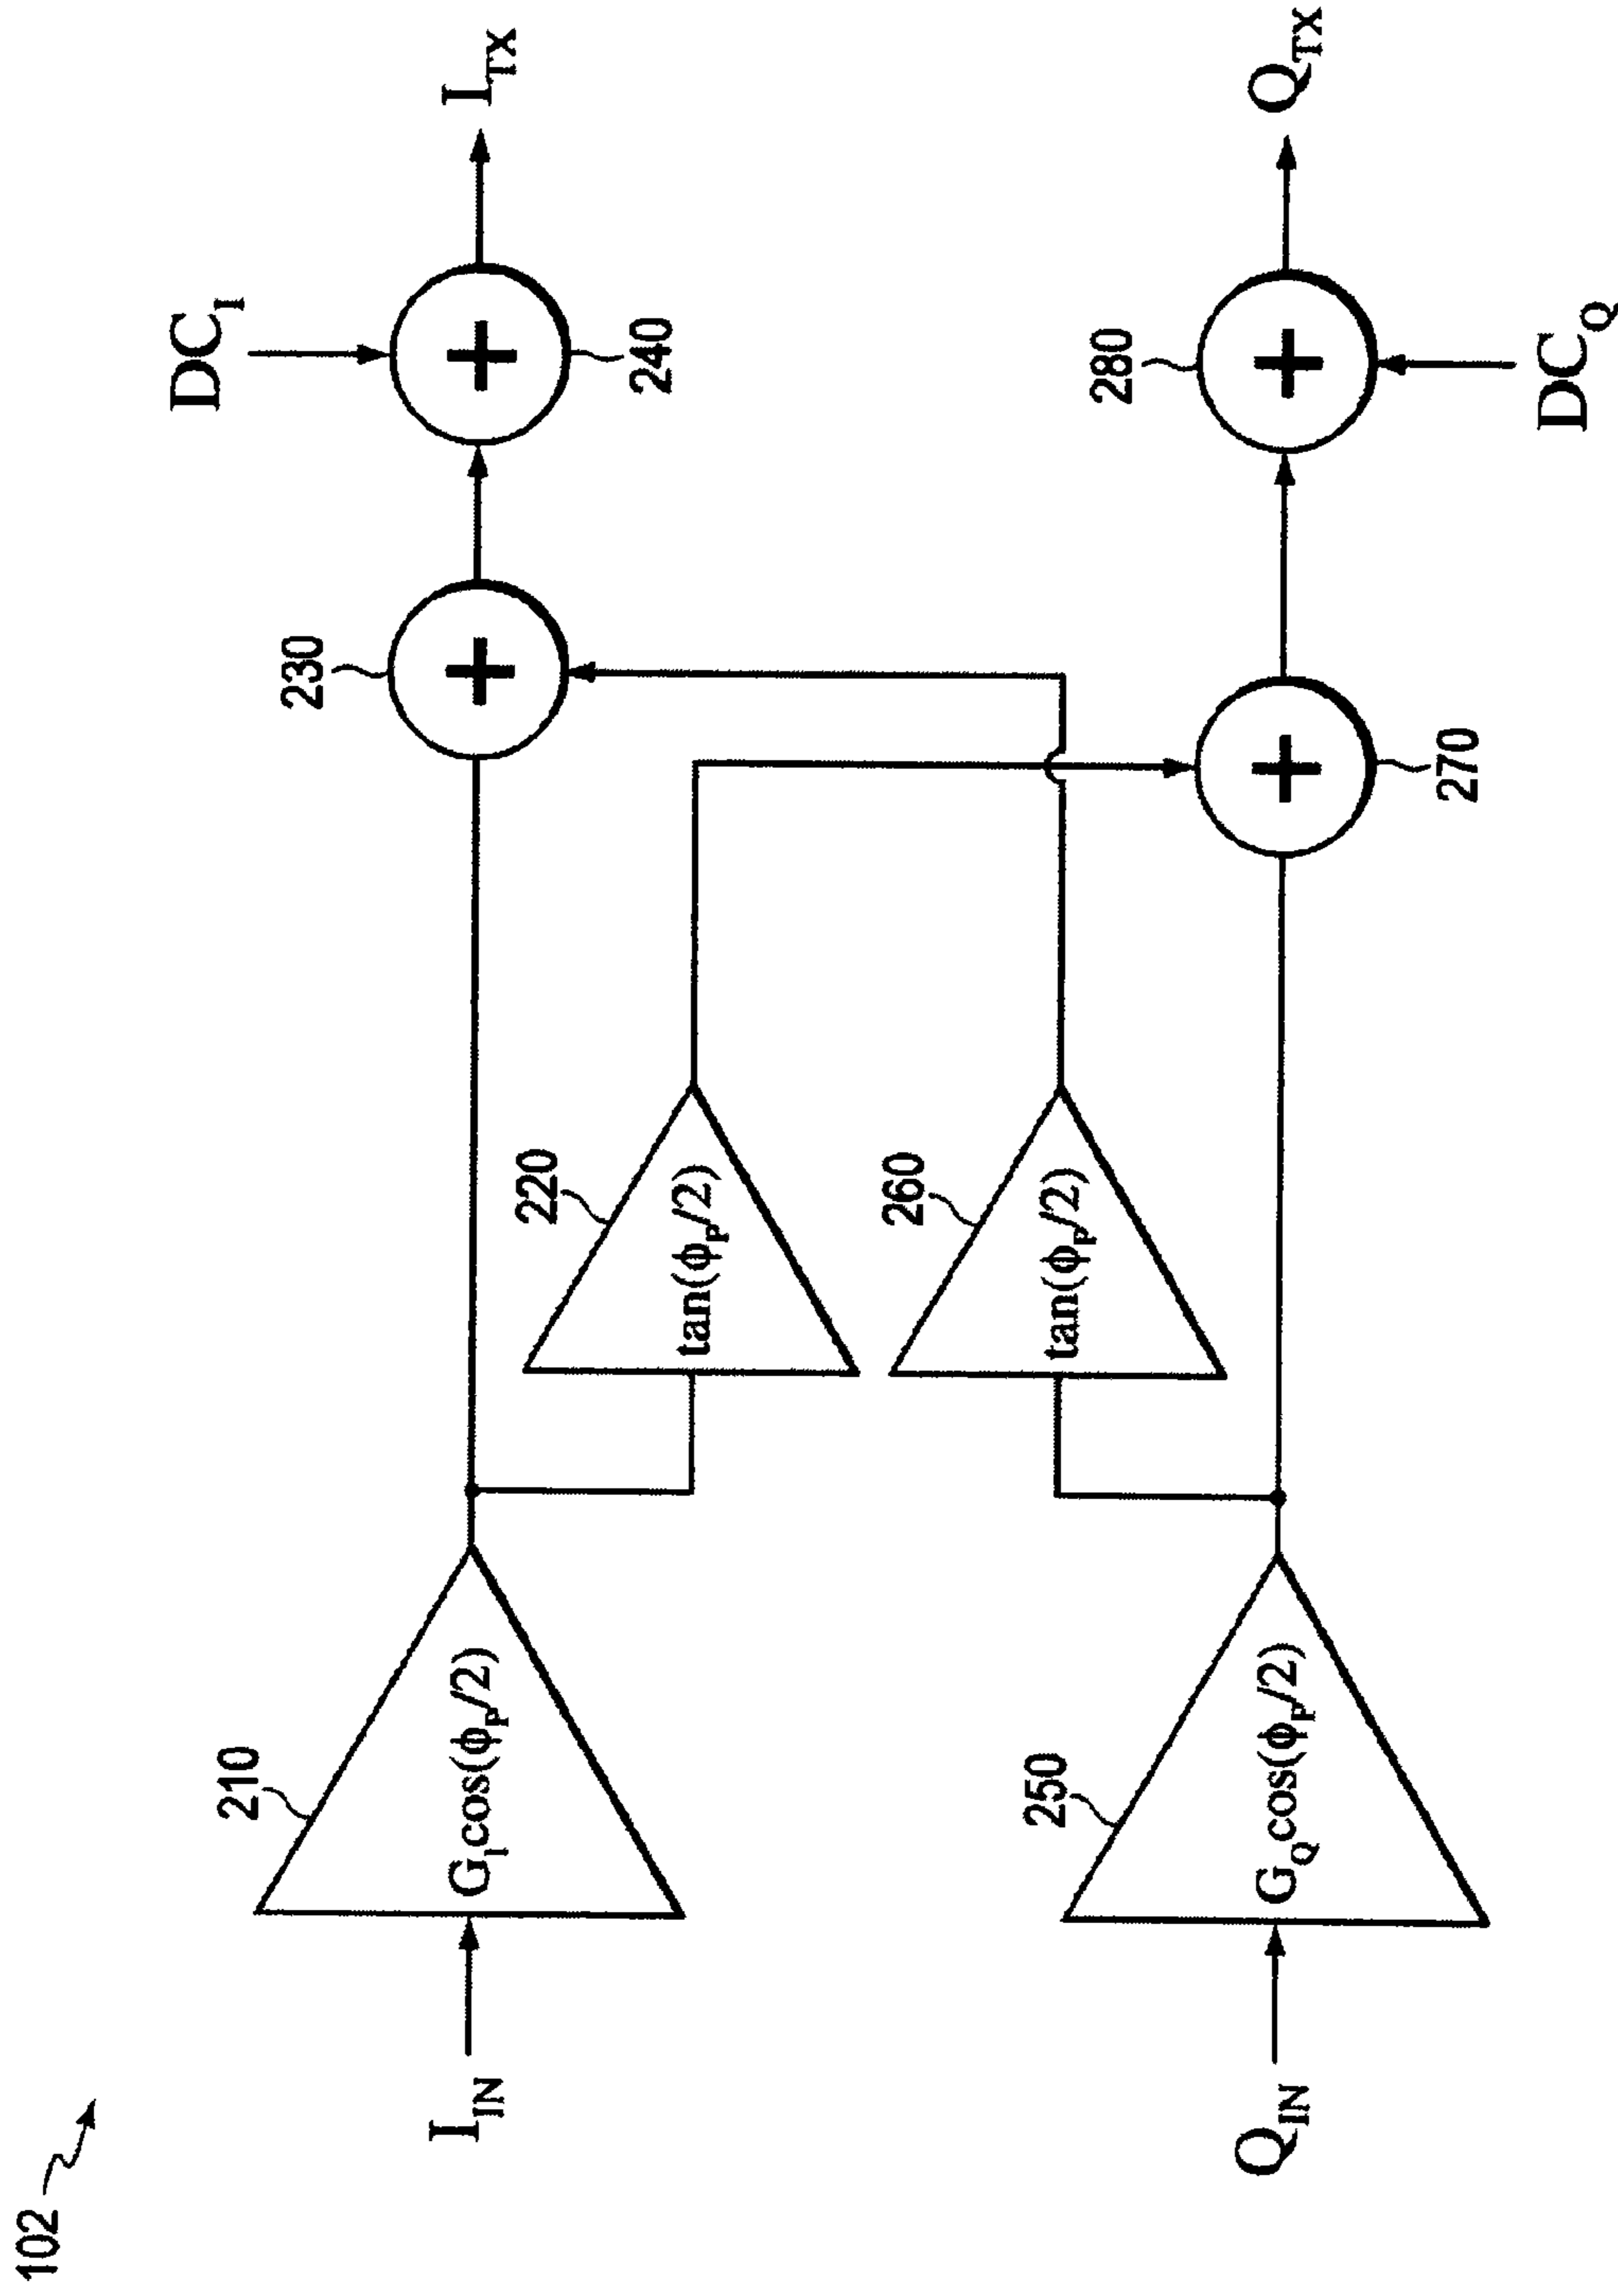 102
I_IN
210
G_I cos(ϕ_P/2)
220
tan(ϕ_P/2)
230
DC_I
240
I_TX
Q_IN
250
G_Q cos(ϕ_P/2)
260
tan(ϕ_P/2)
270
280
DC_Q
Q_TX